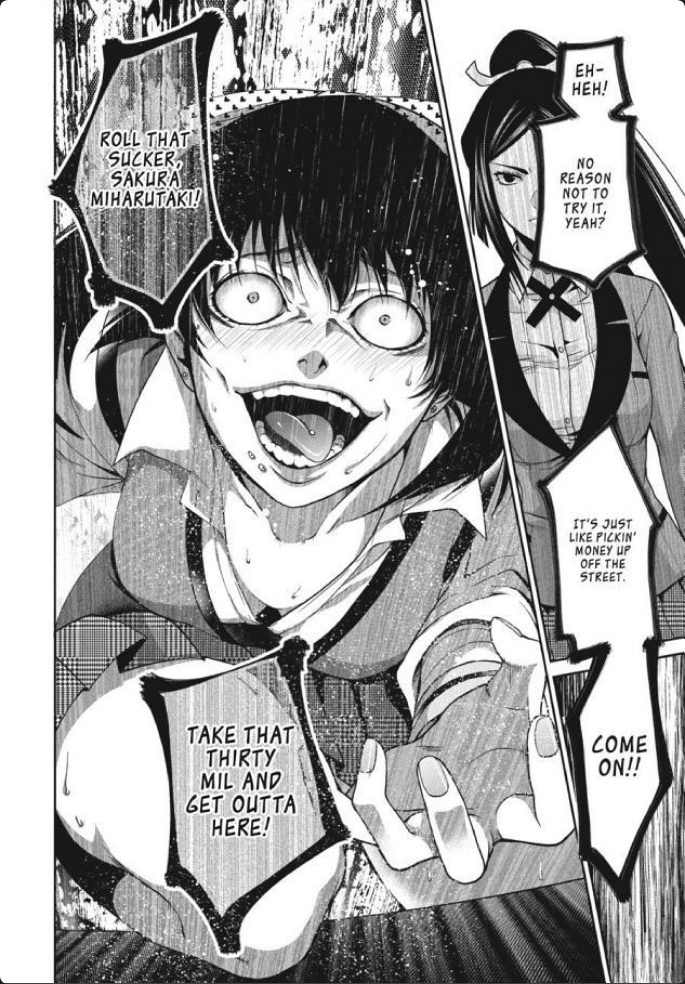 EH-
HEH!
NO
REASON
NOT TO
TRY IT,
YEAH?
IT'S JUST
LIKE PICKIN'
MONEY UP
OFF THE
STREET.
COME
ON!!
ROLL THAT
SUCKER,
SAKURA
MIHARUTAKI!
TAKE THAT
THIRTY
MIL AND
GET OUTTA
HERE!